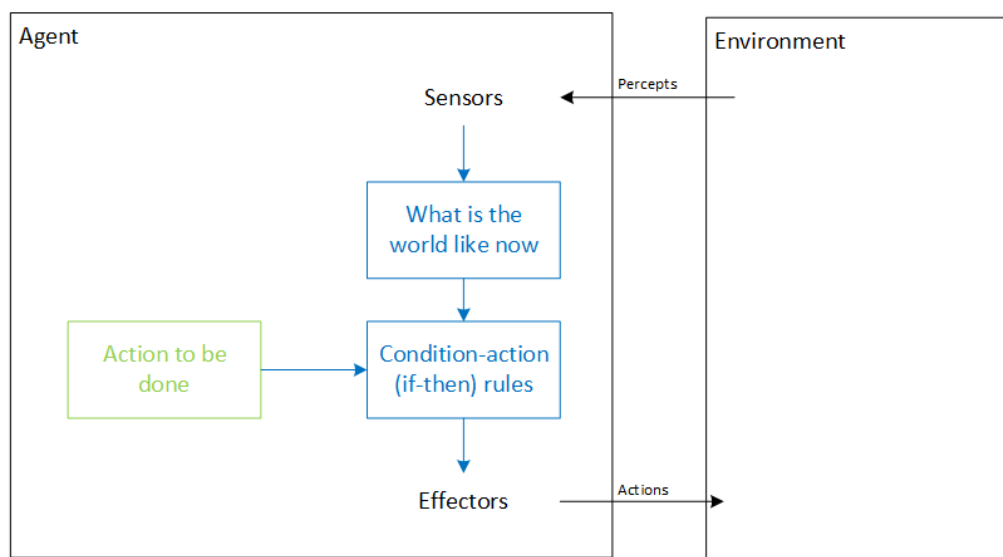 Agent
Environment
Percepts
Sensors
What is the
world like now
Action to be
done
Condition-action
(if-then) rules
Effectors
Actions